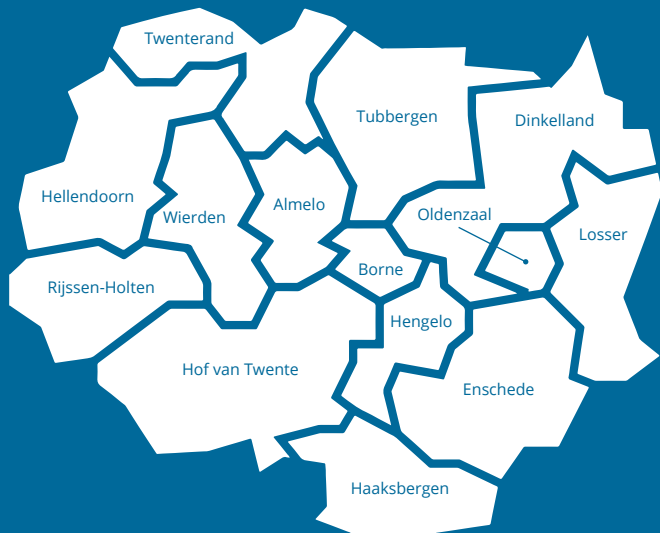 Twenterand
Tubbergen
Dinkelland
Hellendoorn
Almelo
Wierden
Oldenzaal
Losser
Borne
Rijssen-Holten
Hengelo
Hof van Twente
Enschede
Haaksbergen